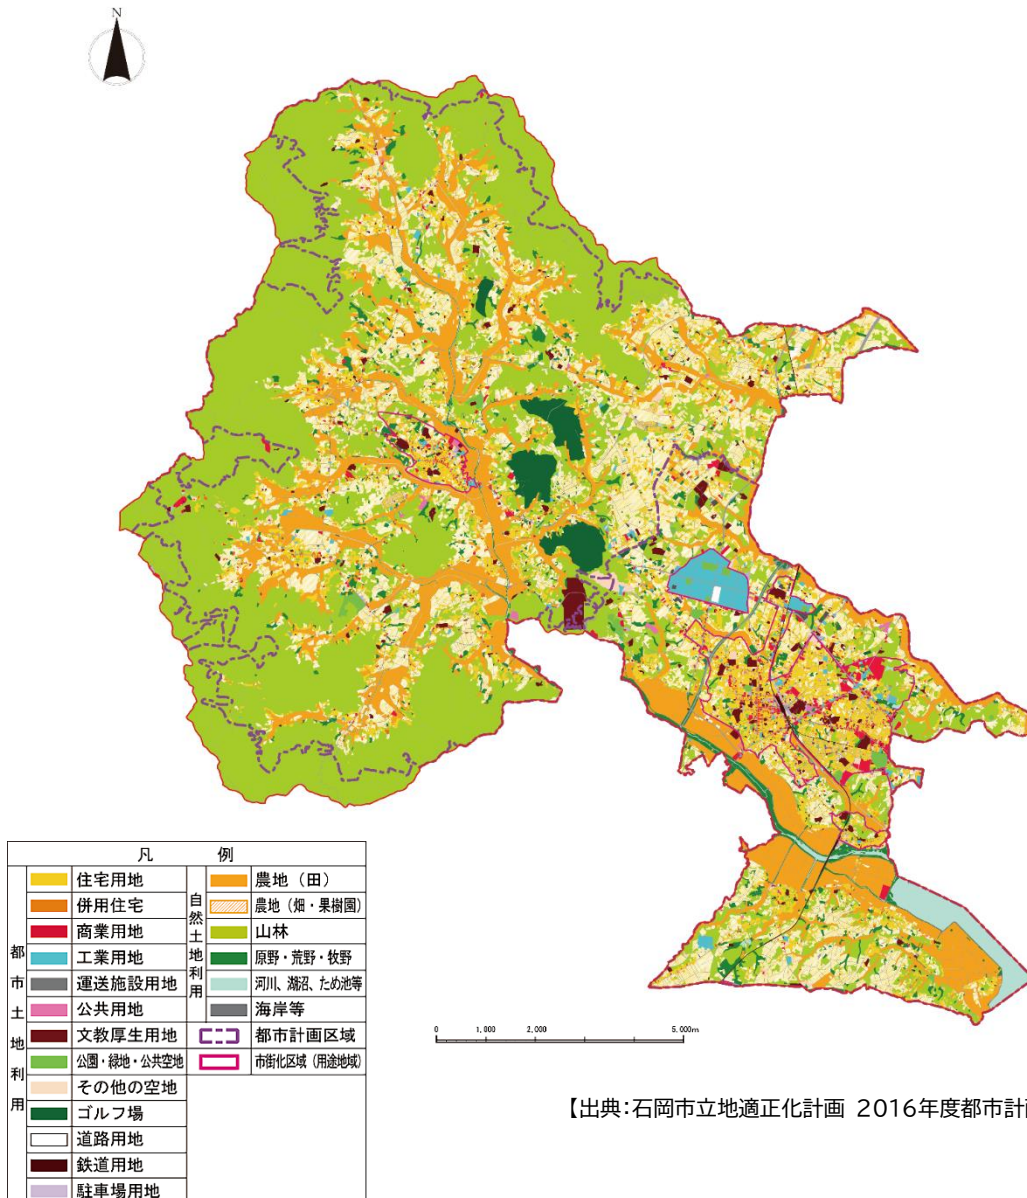 N
凡 例
都市土地利用
住宅用地
併用住宅
商業用地
工業用地
運送施設用地
公共用地
文教厚生用地
公園・緑地・公共空地
その他の空地
ゴルフ場
道路用地
鉄道用地
駐車場用地
自然土地利用
農地（田）
農地（畑・果樹園）
山林
原野・荒野・牧野
河川、湖沼、ため池等
海岸等
都市計画区域
市街化区域（用途地域）
0 1,000 2,000 5,000m
【出典：石岡市立地適正化計画 2016年度都市計